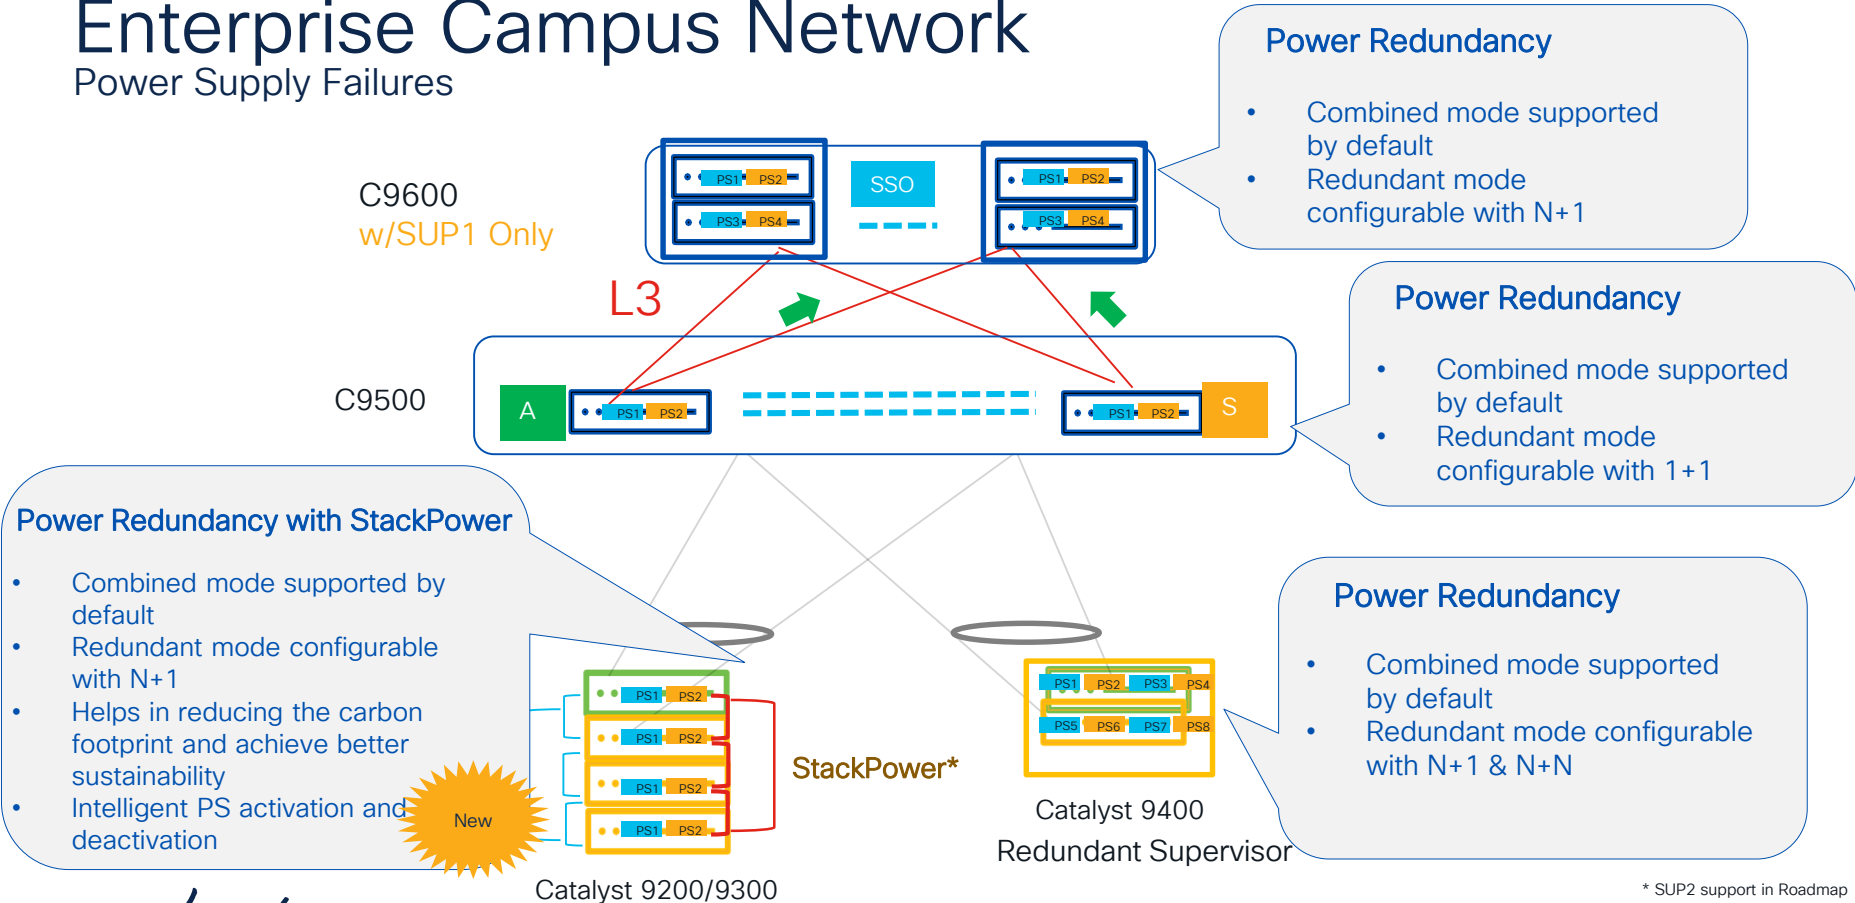 Enterprise Campus Network
Power Supply Failures
Power Redundancy
• Combined mode supported
by default
• Redundant mode
configurable with N+1
C9600
w/SUP1 Only
PS1 PS2
PS3 PS4
SSO
PS1 PS2
PS3 PS4
L3
Power Redundancy
• Combined mode supported
by default
• Redundant mode
configurable with 1+1
C9500
A
PS1 PS2
PS1 PS2
S
Power Redundancy with StackPower
• Combined mode supported by
default
• Redundant mode configurable
with N+1
• Helps in reducing the carbon
footprint and achieve better
sustainability
• Intelligent PS activation and
deactivation
New
PS1 PS2
PS1 PS2
PS1 PS2
PS1 PS2
StackPower*
Catalyst 9200/9300
PS1 PS2 PS3 PS4
PS5 PS6 PS7 PS8
Catalyst 9400
Redundant Supervisor
Power Redundancy
• Combined mode supported
by default
• Redundant mode configurable
with N+1 & N+N
* SUP2 support in Roadmap